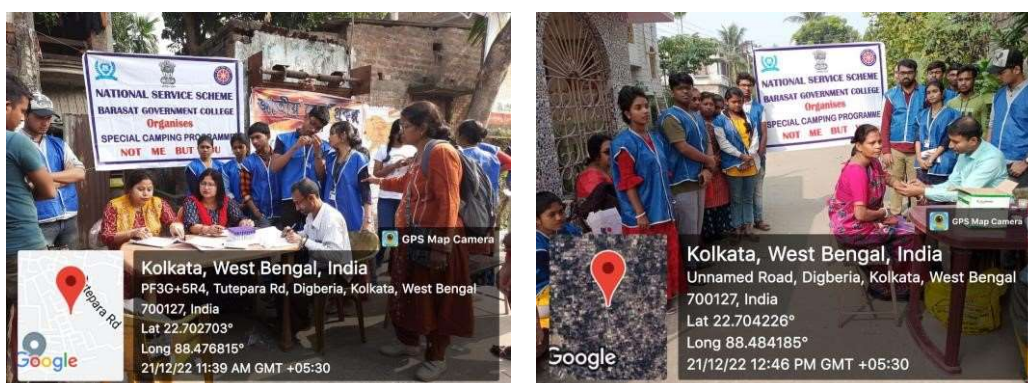 NATIONAL SERVICE SCHEME
BARASAT GOVERNMENT COLLEGE
Organises
SPECIAL CAMPING PROGRAMME
NOT ME BUT YOU
GPS Map Camera
Tutepara Rd
Google
Kolkata, West Bengal, India
PF3G+5R4, Tutepara Rd, Digberia, Kolkata, West Bengal
700127, India
Lat 22.702703°
Long 88.476815°
21/12/22 11:39 AM GMT +05:30
NATIONAL SERVICE SCHEME
BARASAT GOVERNMENT COLLEGE
Organises
SPECIAL CAMPING PROGRAMME
NOT ME BUT
GPS Map Camera
Google
Kolkata, West Bengal, India
Unnamed Road, Digberia, Kolkata, West Bengal
700127, India
Lat 22.704226°
Long 88.484185°
21/12/22 12:46 PM GMT +05:30